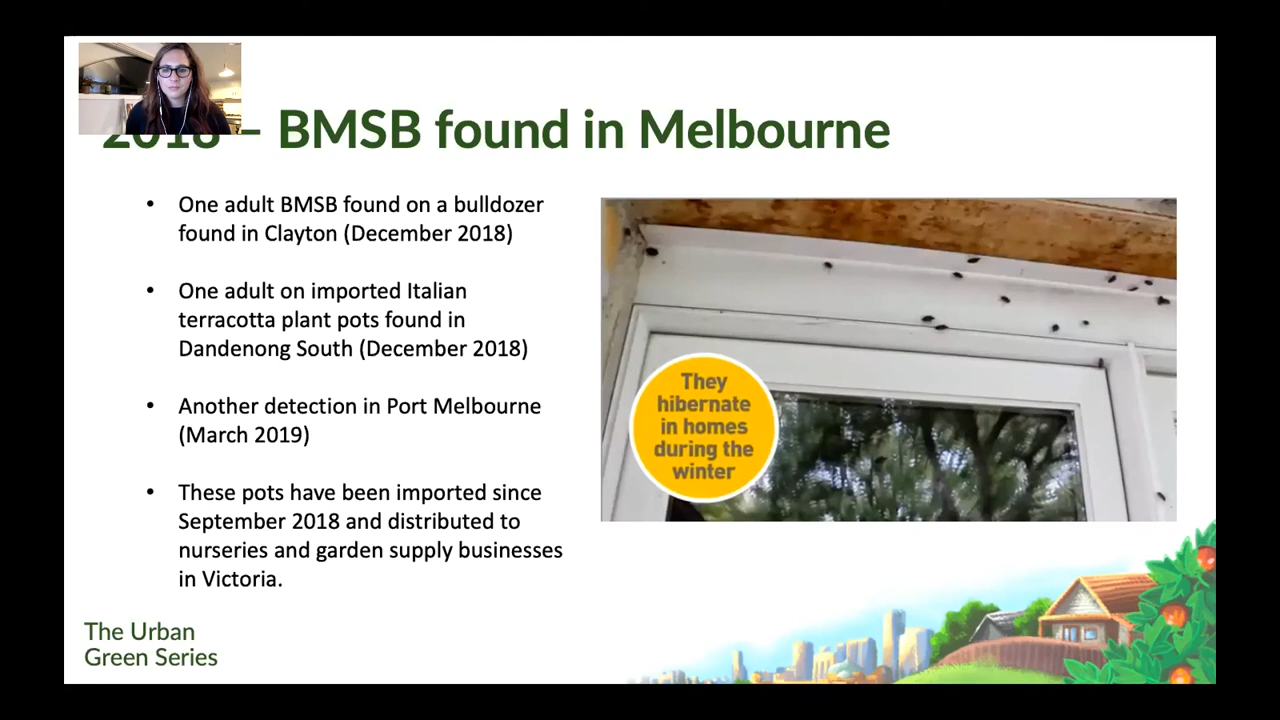 2018 – BMSB found in Melbourne
• One adult BMSB found on a bulldozer
found in Clayton (December 2018)
• One adult on imported Italian
terracotta plant pots found in
Dandenong South (December 2018)
• Another detection in Port Melbourne
(March 2019)
• These pots have been imported since
September 2018 and distributed to
nurseries and garden supply businesses
in Victoria.
They
hibernate
in homes
during the
winter
The Urban
Green Series